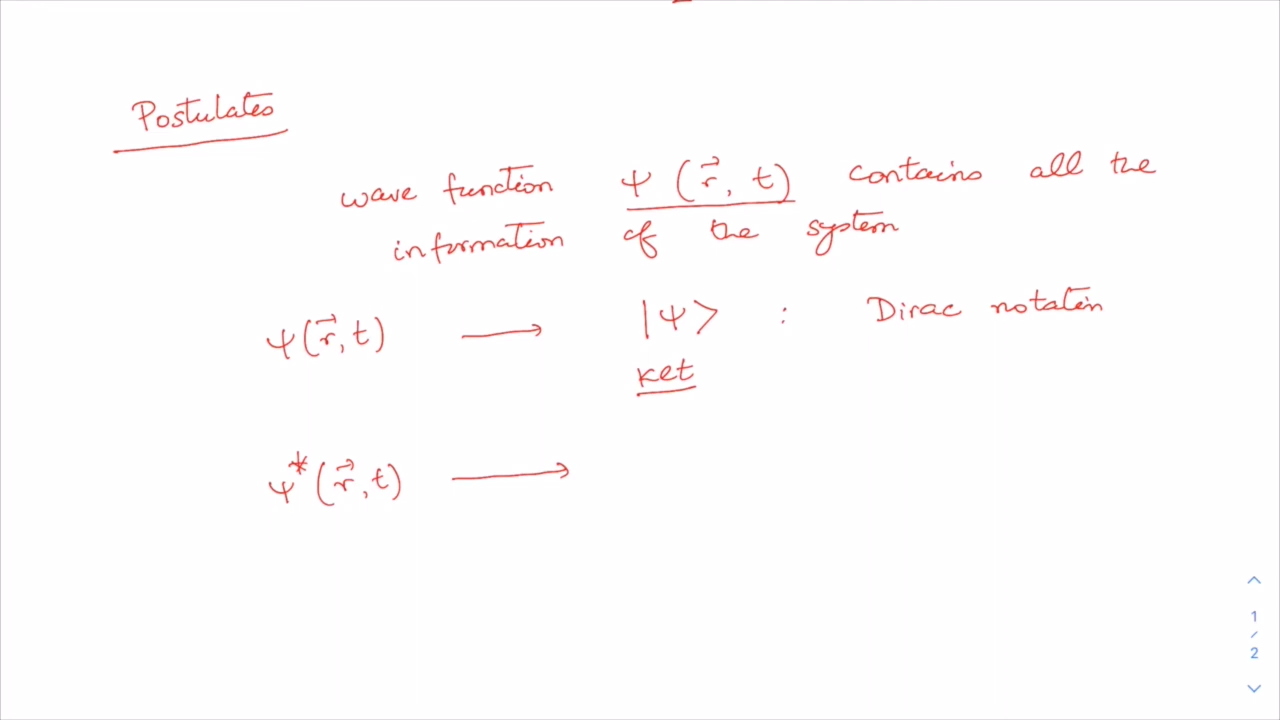 Postulates
wave function ψ(r⃗, t) contains all the
information of the system
ψ(r⃗, t) ⟶ |ψ> : Dirac notation
ket
ψ*(r⃗, t) ⟶
1
/
2